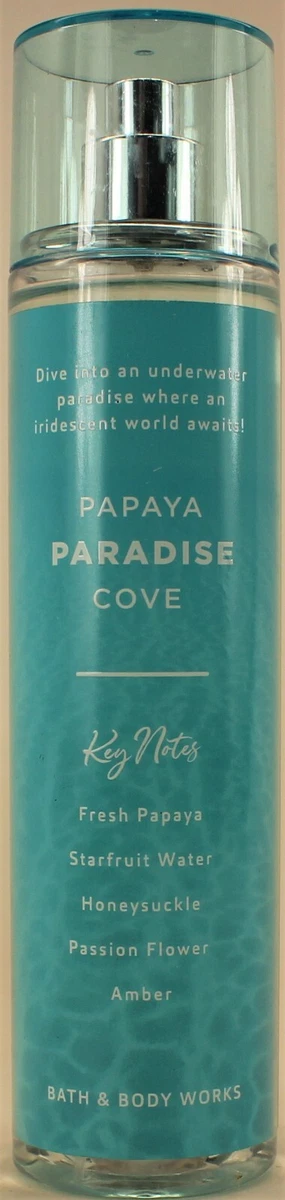 Dive into an underwater
paradise where an
iridescent world awaits!
PAPAYA
PARADISE
COVE
Key Notes
Fresh Papaya
Starfruit Water
Honeysuckle
Passion Flower
Amber
BATH & BODY WORKS